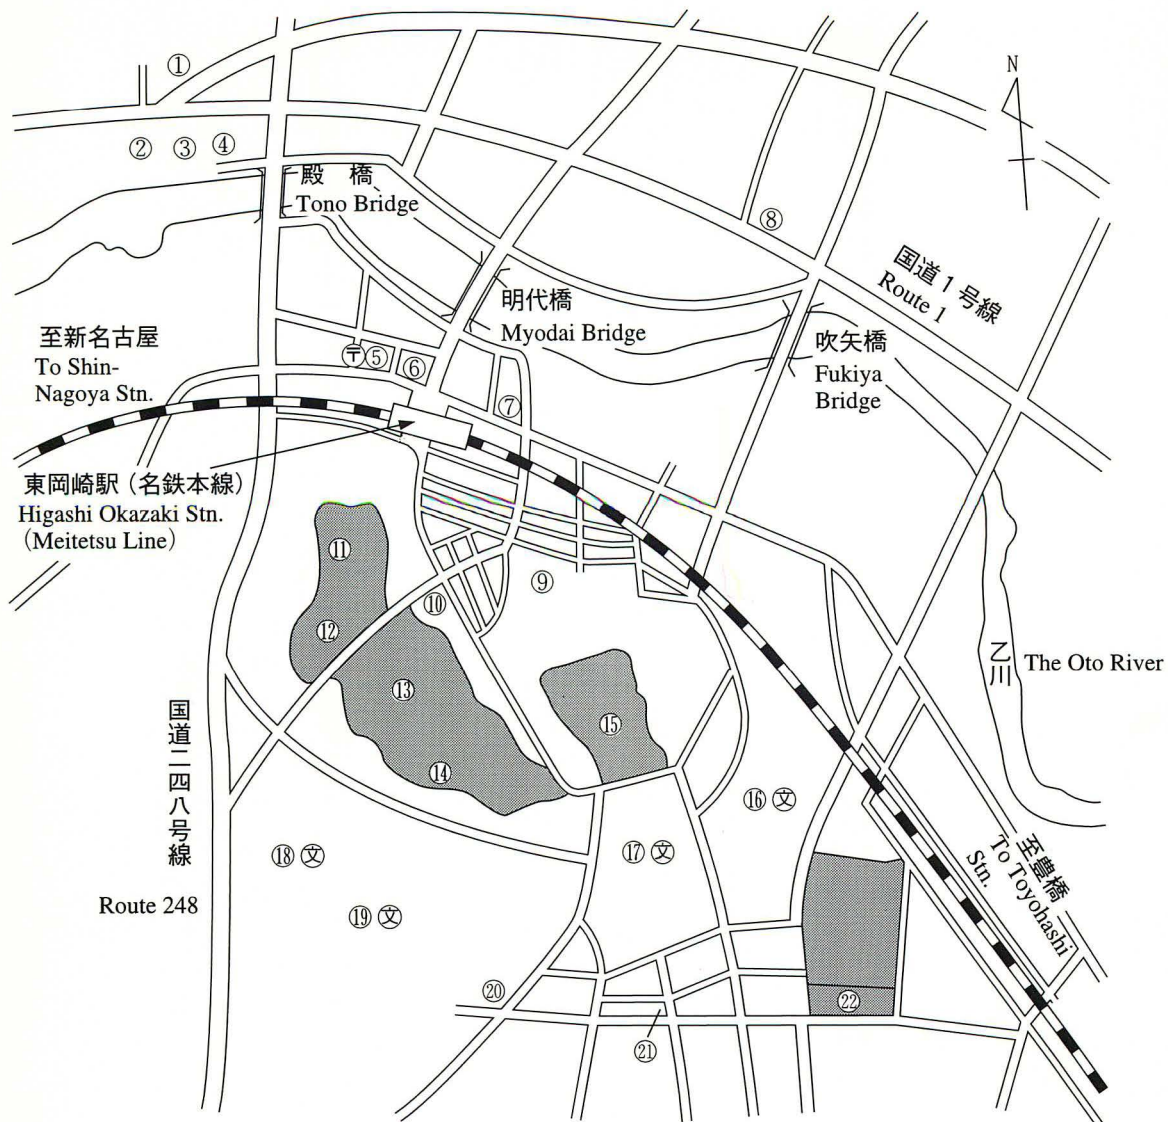 ①
N
②
③
④
殿橋
Tono Bridge
⑧
国道1号線
Route 1
明代橋
Myodai Bridge
至新名古屋
To Shin-
Nagoya Stn.
〒
⑤
⑥
吹矢橋
Fukiya
Bridge
⑦
東岡崎駅（名鉄本線）
Higashi Okazaki Stn.
(Meitetsu Line)
⑪
⑨
⑩
⑫
乙川
The Oto River
⑬
⑮
国道二四八号線
⑭
⑯ 文
⑱ 文
⑰ 文
至豊橋
To Toyohashi
Stn.
Route 248
⑲ 文
⑳
㉒
㉑